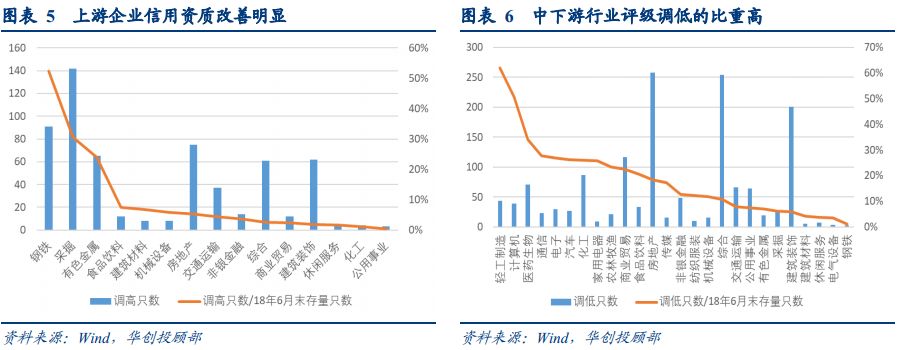 图表 5 上游企业信用资质改善明显
160
140
120
100
80
60
40
20
0
60%
50%
40%
30%
20%
10%
0%
钢铁
采掘
有色金属
食品饮料
建筑材料
机械设备
房地产
交通运输
非银金融
综合
商业贸易
建筑装饰
休闲服务
化工
公用事业
调高只数
调高只数/18年6月末存量只数
资料来源：Wind，华创投顾部
图表 6 中下游行业评级调低的比重高
300
250
200
150
100
50
0
70%
60%
50%
40%
30%
20%
10%
0%
轻工制造
计算机
医药生物
通信
电子
汽车
化工
家用电器
农林牧渔
商业贸易
食品饮料
房地产
传媒
非银金融
纺织服装
机械设备
综合
交通运输
公用事业
有色金属
采掘
建筑装饰
建筑材料
休闲服务
电气设备
钢铁
调低只数
调低只数/18年6月末存量只数
资料来源：Wind，华创投顾部